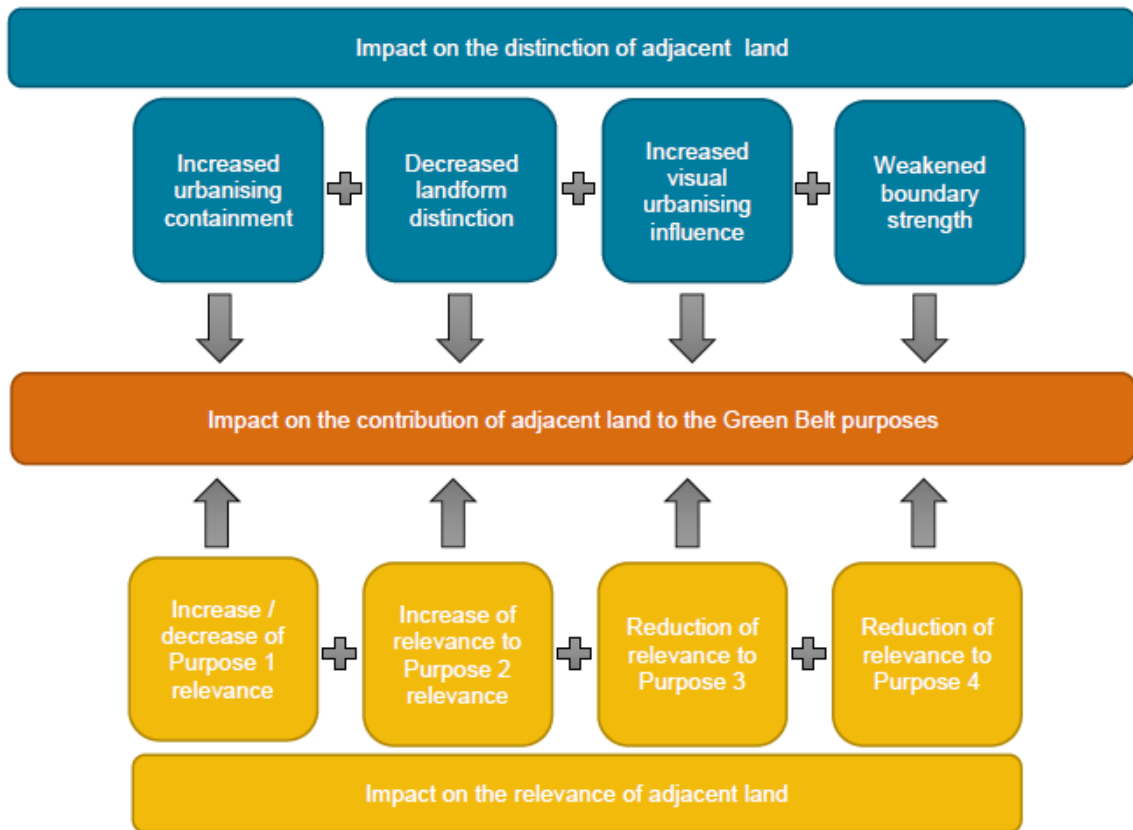 Impact on the distinction of adjacent land
Increased
urbanising
containment
Decreased
landform
distinction
Increased
visual
urbanising
influence
Weakened
boundary
strength
Impact on the contribution of adjacent land to the Green Belt purposes
Increase /
decrease of
Purpose 1
relevance
Increase of
relevance to
Purpose 2
relevance
Reduction of
relevance to
Purpose 3
Reduction of
relevance to
Purpose 4
Impact on the relevance of adjacent land